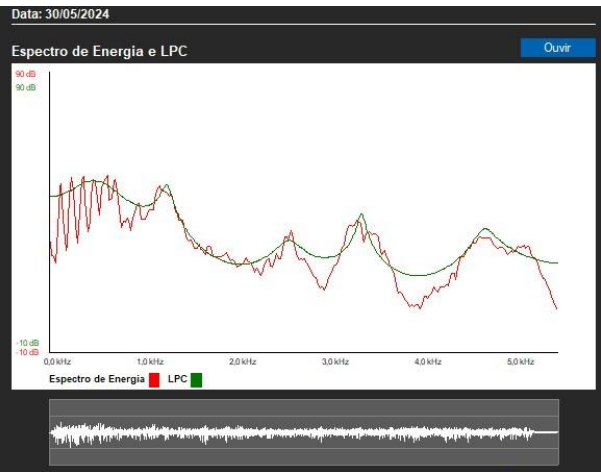 Data: 30/05/2024
Espectro de Energia e LPC
Ouvir
90 dB
90 dB
-10 dB
-10 dB
0,0 kHz 1,0 kHz 2,0 kHz 3,0 kHz 4,0 kHz 5,0 kHz
Espectro de Energia LPC